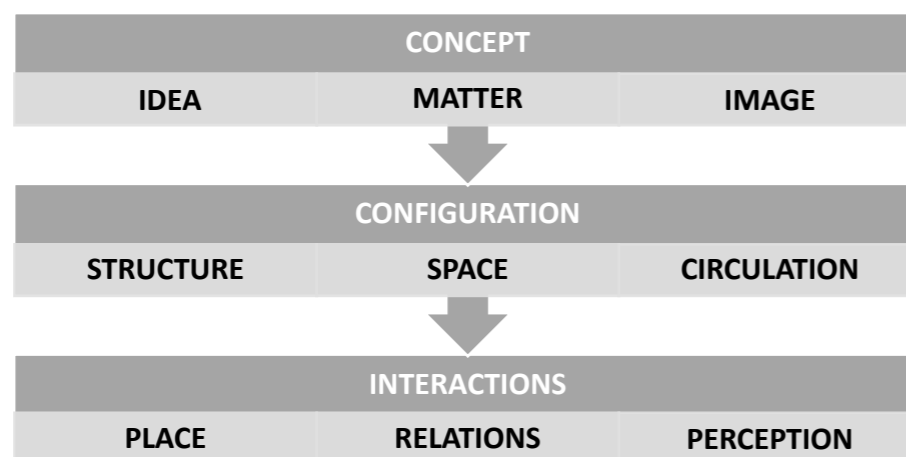 CONCEPT
IDEA MATTER IMAGE
CONFIGURATION
STRUCTURE SPACE CIRCULATION
INTERACTIONS
PLACE RELATIONS PERCEPTION